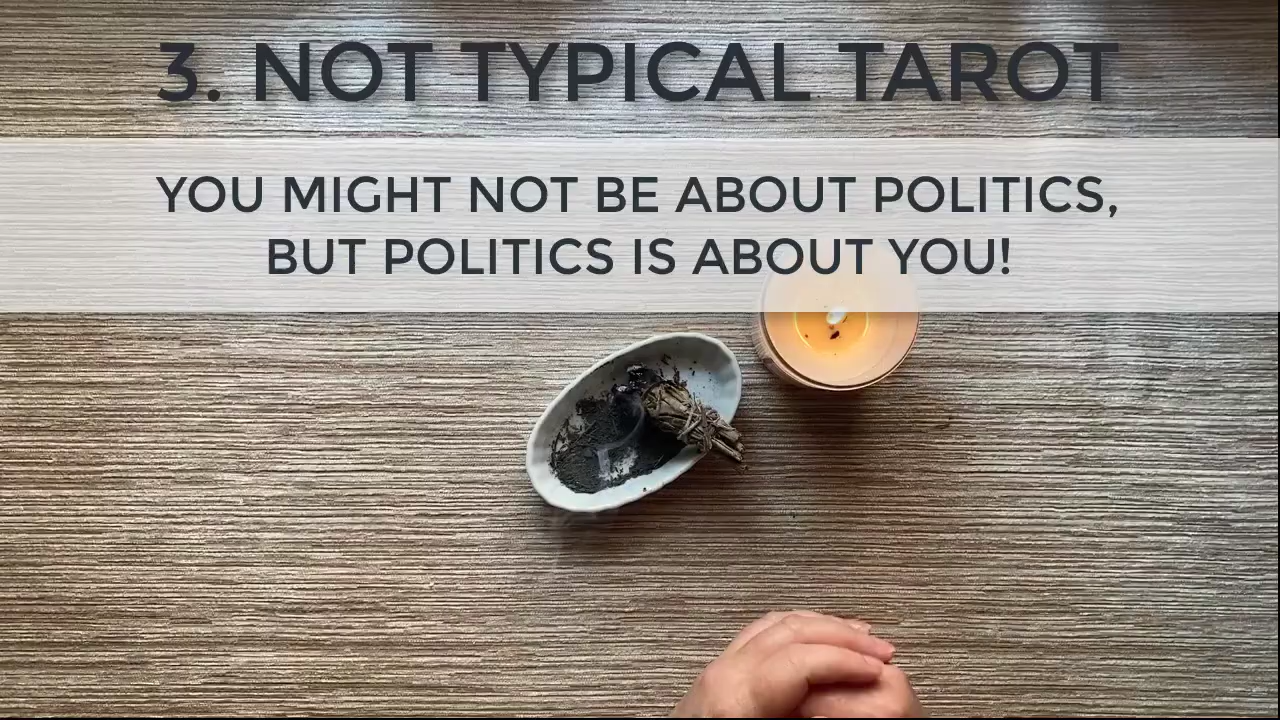 3. NOT TYPICAL TAROT
YOU MIGHT NOT BE ABOUT POLITICS,
BUT POLITICS IS ABOUT YOU!